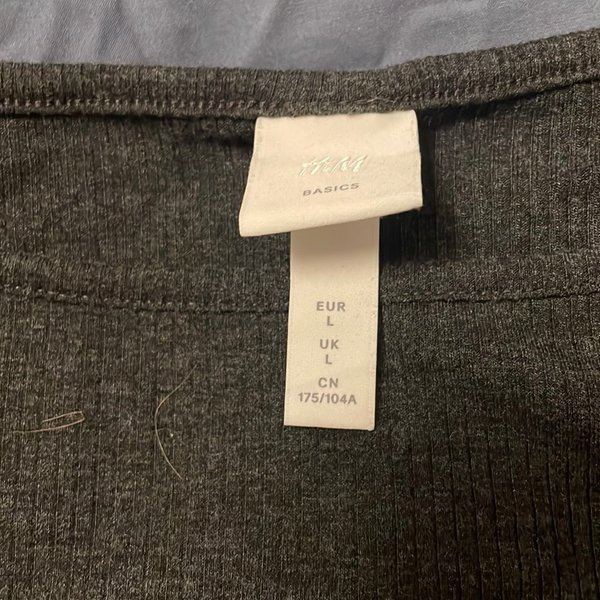 H&M
BASICS
EUR
L
UK
L
CN
175/104A